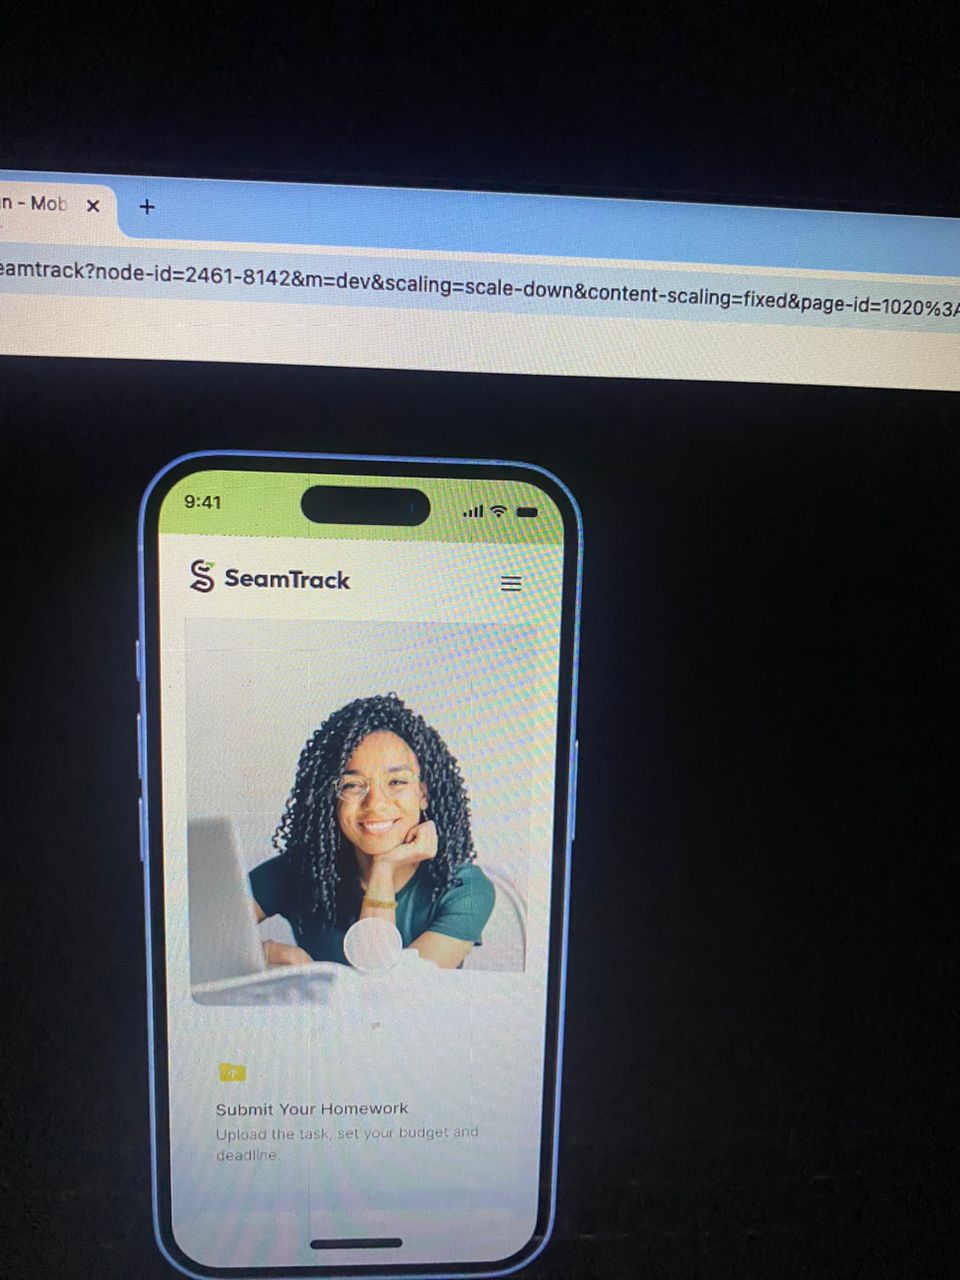 n - Mob
eamtrack?node-id=2461-8142&m=dev&scaling=scale-down&content-scaling=fixed&page-id=1020%3A
9:41
SeamTrack
Submit Your Homework
Upload the task, set your budget and
deadline.